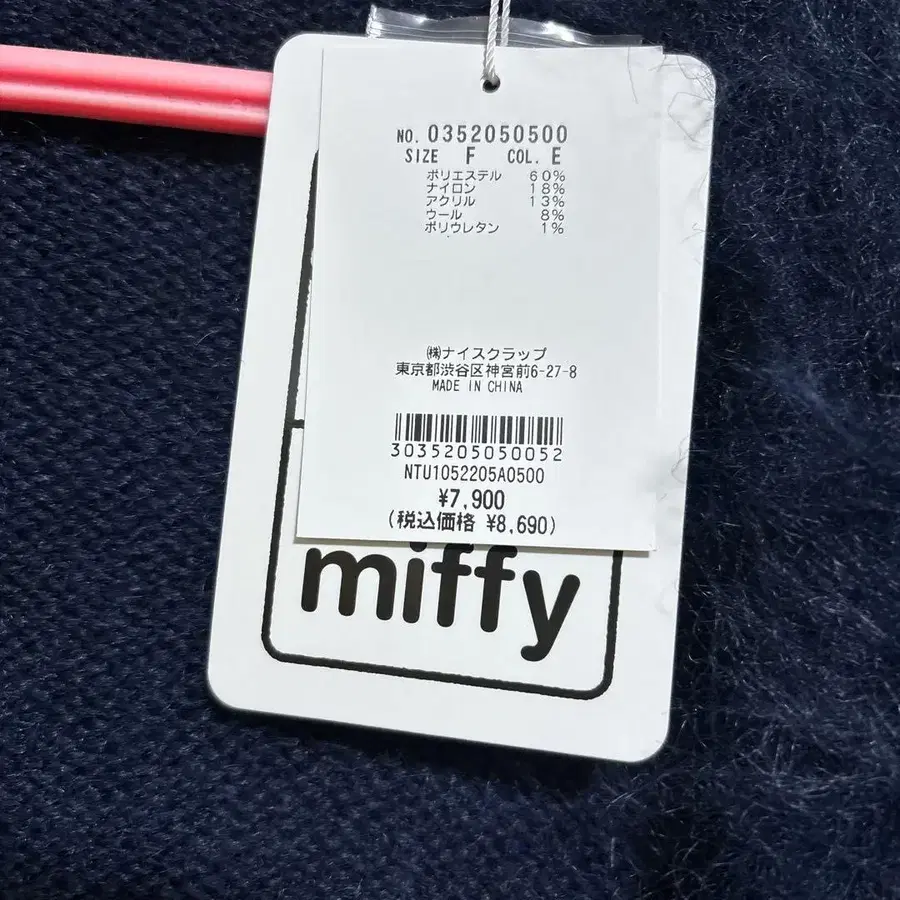 NO. 0352050500
SIZE F COL. E
ポリエステル 60%
ナイロン 18%
アクリル 13%
ウール 8%
ポリウレタン 1%
㈱ナイスクラップ
東京都渋谷区神宮前6-27-8
MADE IN CHINA
3035205050052
NTU1052205A0500
¥7,900
(税込価格 ¥8,690)
miffy